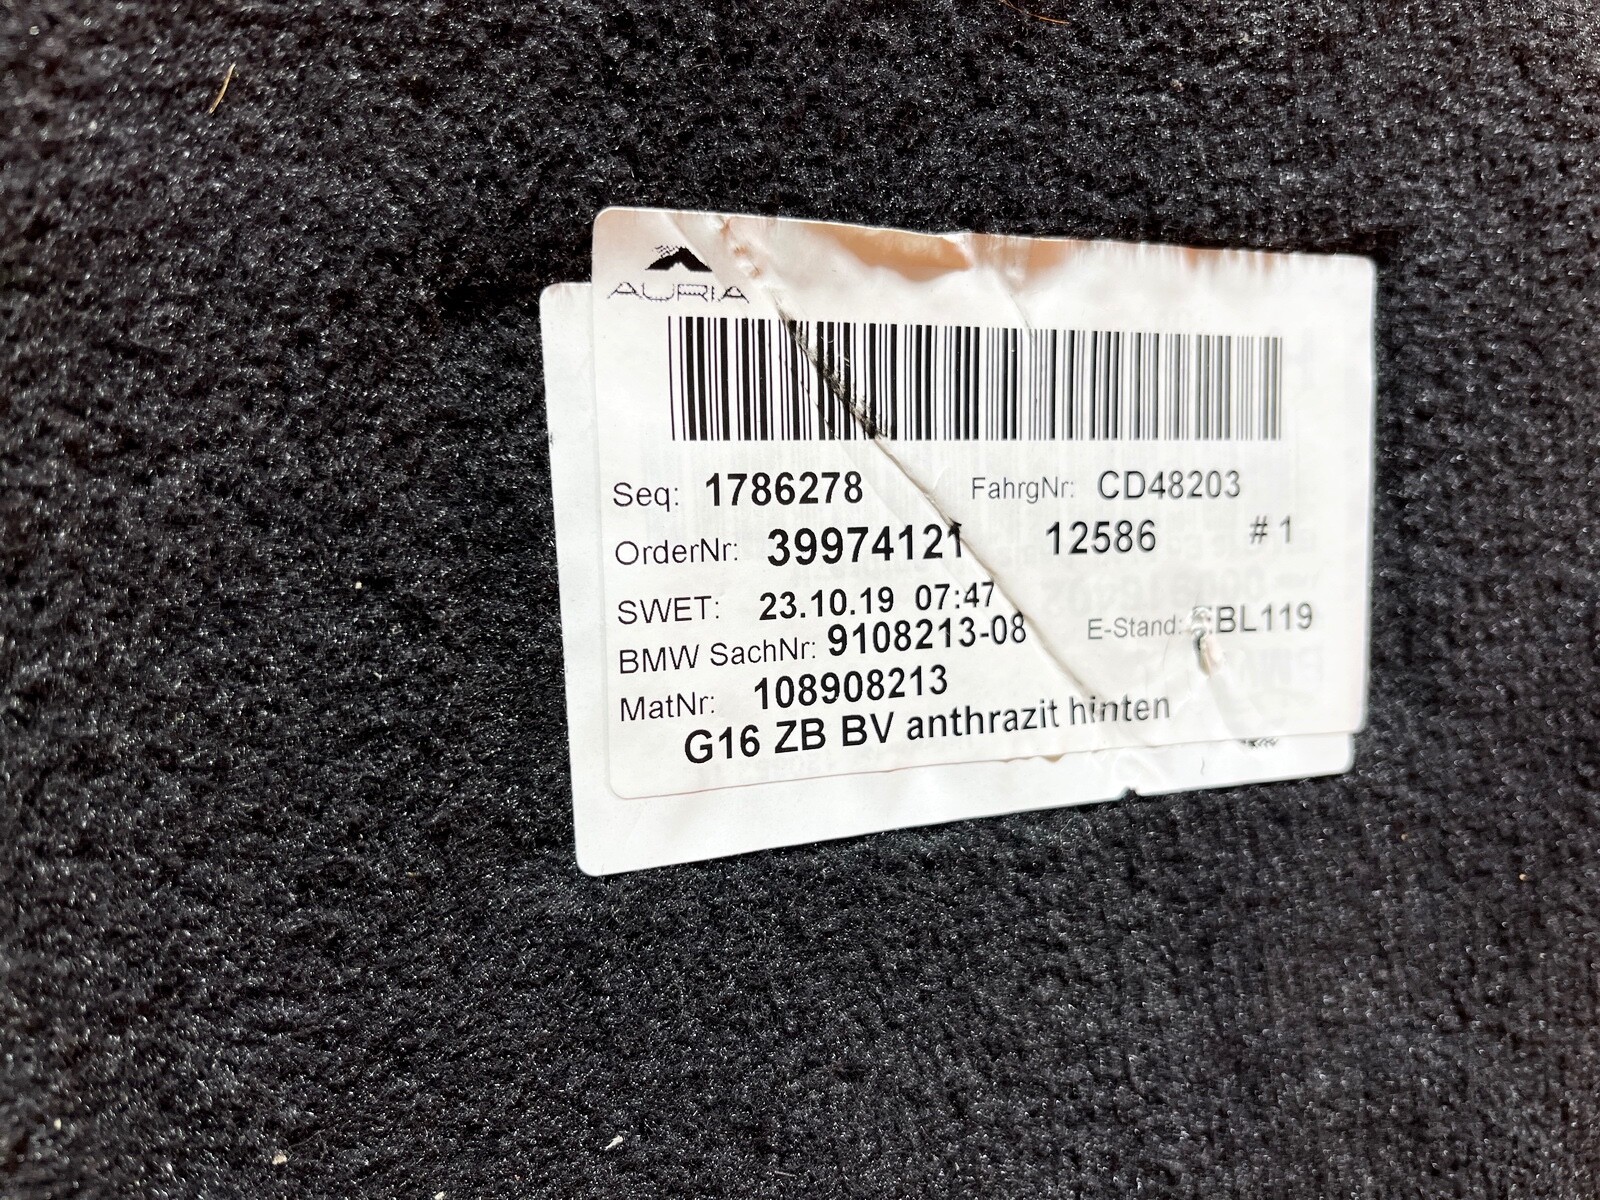 AURIA
Seq: 1786278 FahrgNr: CD48203
OrderNr: 39974121 12586 # 1
SWET: 23.10.19 07:47
BMW SachNr: 9108213-08 E-Stand:
MatNr: 108908213
G16 ZB BV anthrazit hinten